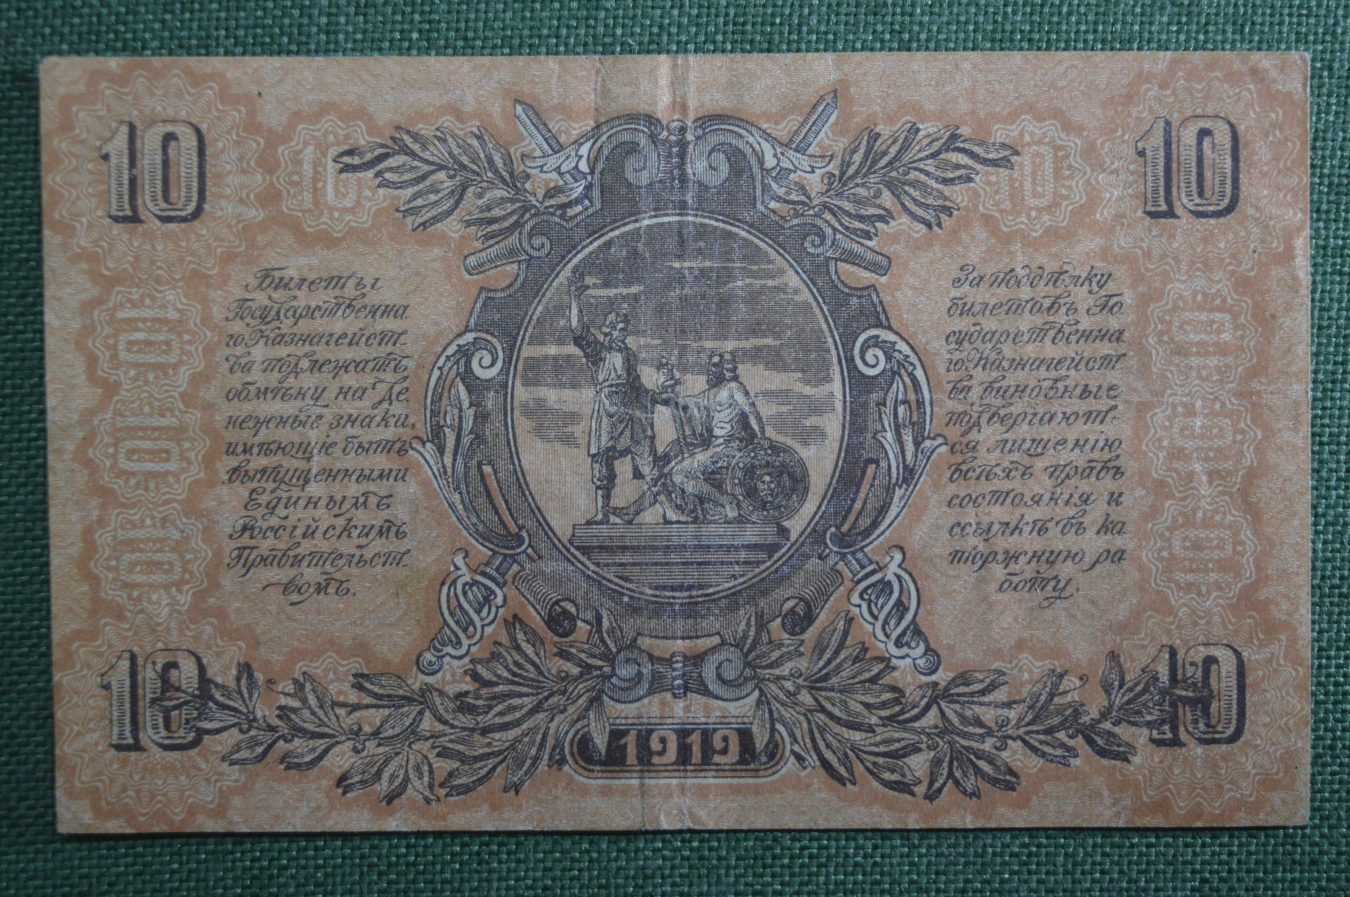 10
10
Билеты
Государственна
го Казначейст-
ва подлежатъ
обмѣну на де-
нежные знаки,
имѣющіе быть
выпущенными
Единымъ
Россійскимъ
Правительст-
вомъ.
За поддѣлку
билетовъ Го
сударственна
го Казначейст
ва виновные
подвергают-
ся лишенію
всѣхъ правъ
состоянія и
ссылкѣ въ ка
торжную ра
боту.
10
10
1919